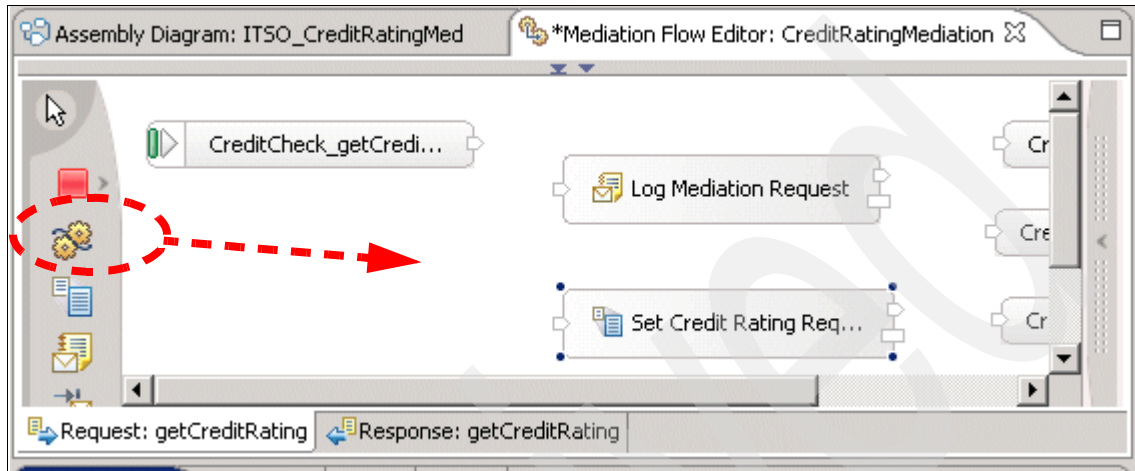 Assembly Diagram: ITSO_CreditRatingMed
*Mediation Flow Editor: CreditRatingMediation
CreditCheck_getCredi...
Cr
Log Mediation Request
Cre
Set Credit Rating Req...
Cr
Request: getCreditRating
Response: getCreditRating